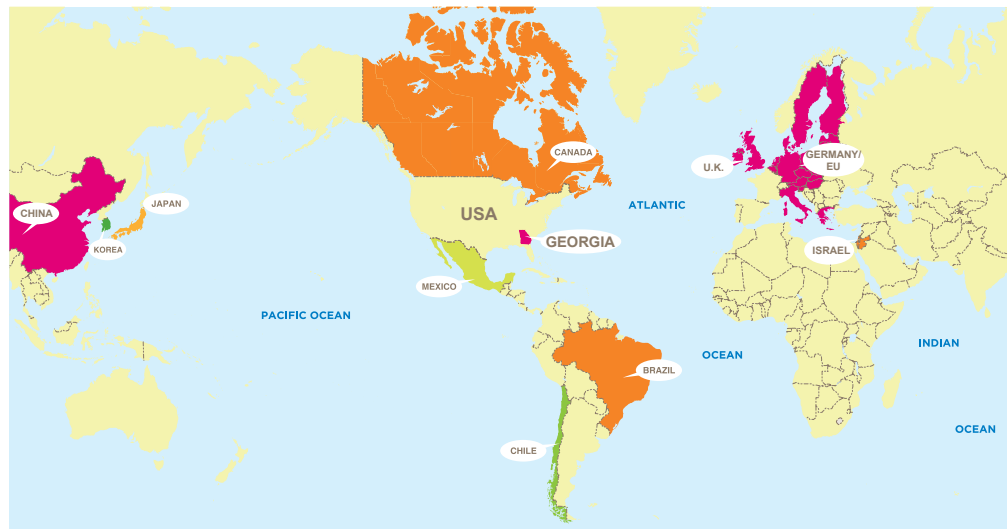 CANADA
U.K.
GERMANY/
EU
CHINA
JAPAN
ATLANTIC
USA
KOREA
GEORGIA
ISRAEL
MEXICO
PACIFIC OCEAN
INDIAN
OCEAN
BRAZIL
OCEAN
CHILE